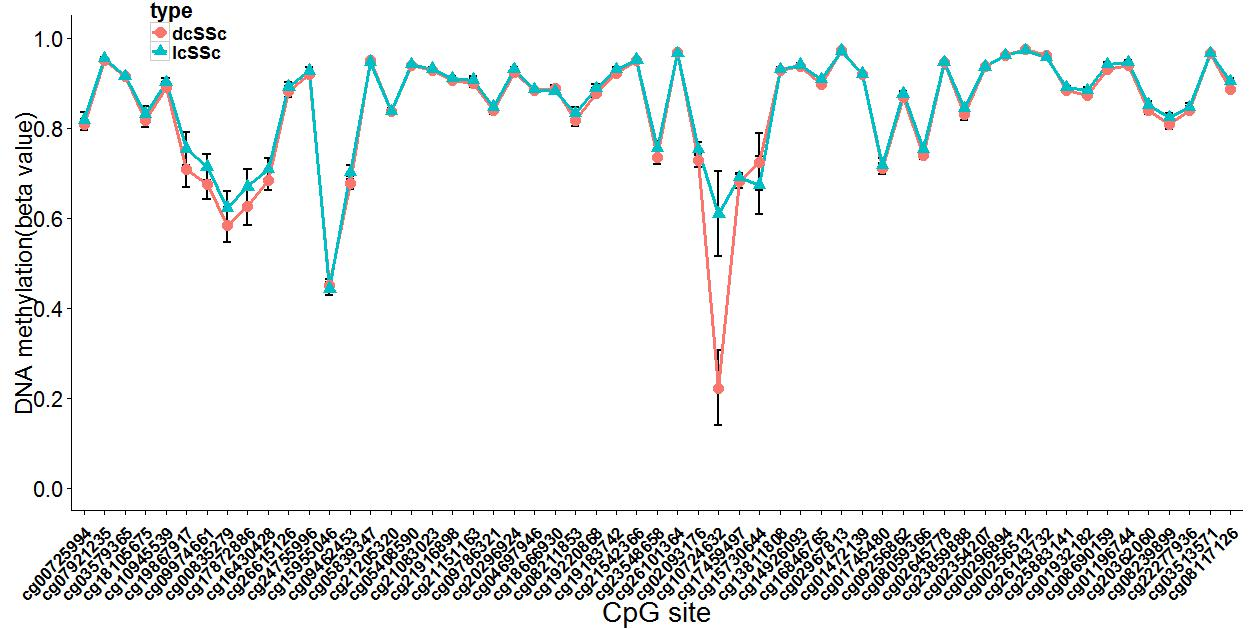 type
dcSSc
lcSSc
DNA methylation(beta value)
1.0
0.8
0.6
0.4
0.2
0.0
cg00725994
cg07921235
cg03579365
cg18105675
cg10945539
cg19867917
cg09974661
cg00835279
cg17872886
cg16430428
cg26615126
cg24755896
cg15955046
cg09462453
cg05839347
cg21205320
cg05408590
cg21083023
cg21916898
cg21151163
cg09786321
cg20296924
cg04697946
cg18696930
cg08211853
cg19220868
cg19183742
cg21542366
cg23548658
cg26101364
cg02093176
cg10724632
cg17459497
cg15730644
cg13811808
cg14926093
cg16846765
cg02967813
cg01472139
cg01745480
cg09256862
cg08059366
cg02645778
cg23859888
cg02354207
cg00296894
cg00256512
cg26143732
cg25883141
cg01932182
cg08690159
cg01196744
cg20362060
cg08239899
cg22277936
cg03513571
cg08117126
CpG site